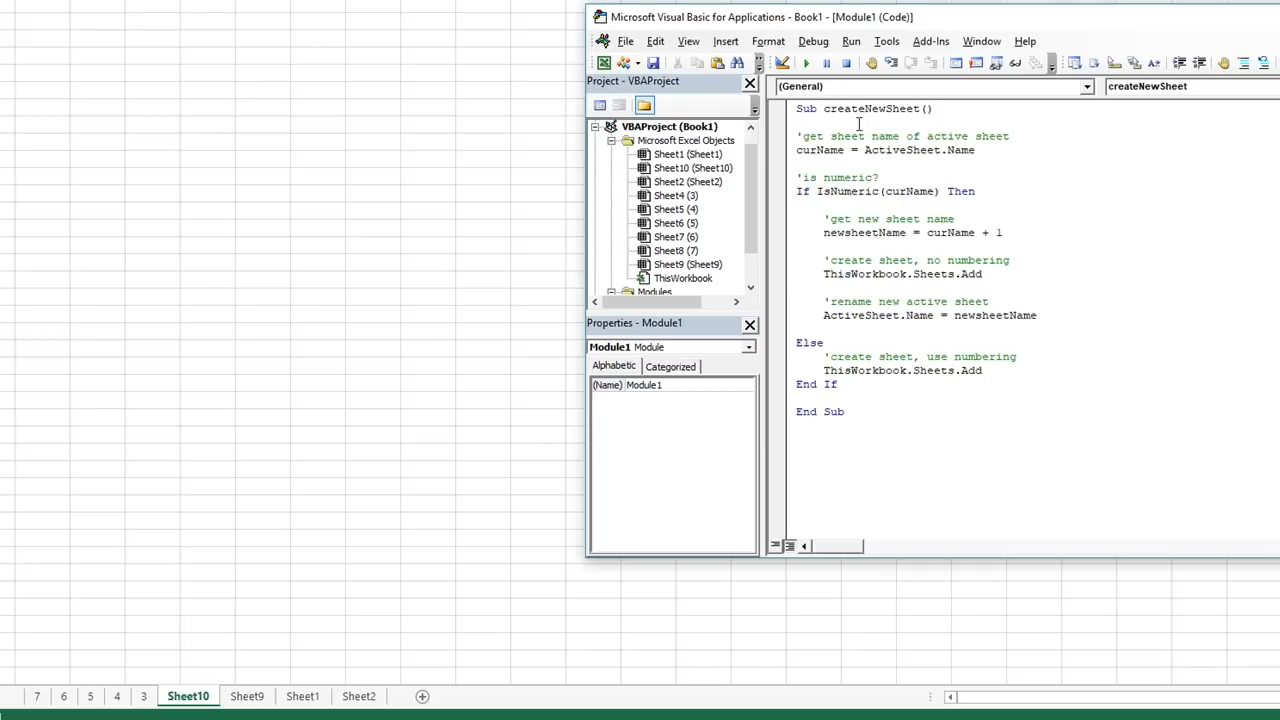 Microsoft Visual Basic for Applications - Book1 - [Module1 (Code)]
File Edit View Insert Format Debug Run Tools Add-Ins Window Help
Project - VBAProject
(General)
createNewSheet
VBAProject (Book1)
Microsoft Excel Objects
Sheet1 (Sheet1)
Sheet10 (Sheet10)
Sheet2 (Sheet2)
Sheet4 (3)
Sheet5 (4)
Sheet6 (5)
Sheet7 (6)
Sheet8 (7)
Sheet9 (Sheet9)
ThisWorkbook
Modules
Properties - Module1
Module1 Module
Alphabetic Categorized
(Name) Module1
Sub createNewSheet()
'get sheet name of active sheet
curName = ActiveSheet.Name
'is numeric?
If IsNumeric(curName) Then
'get new sheet name
newsheetName = curName + 1
'create sheet, no numbering
ThisWorkbook.Sheets.Add
'rename new active sheet
ActiveSheet.Name = newsheetName
Else
'create sheet, use numbering
ThisWorkbook.Sheets.Add
End If
End Sub
7 6 5 4 3 Sheet10 Sheet9 Sheet1 Sheet2